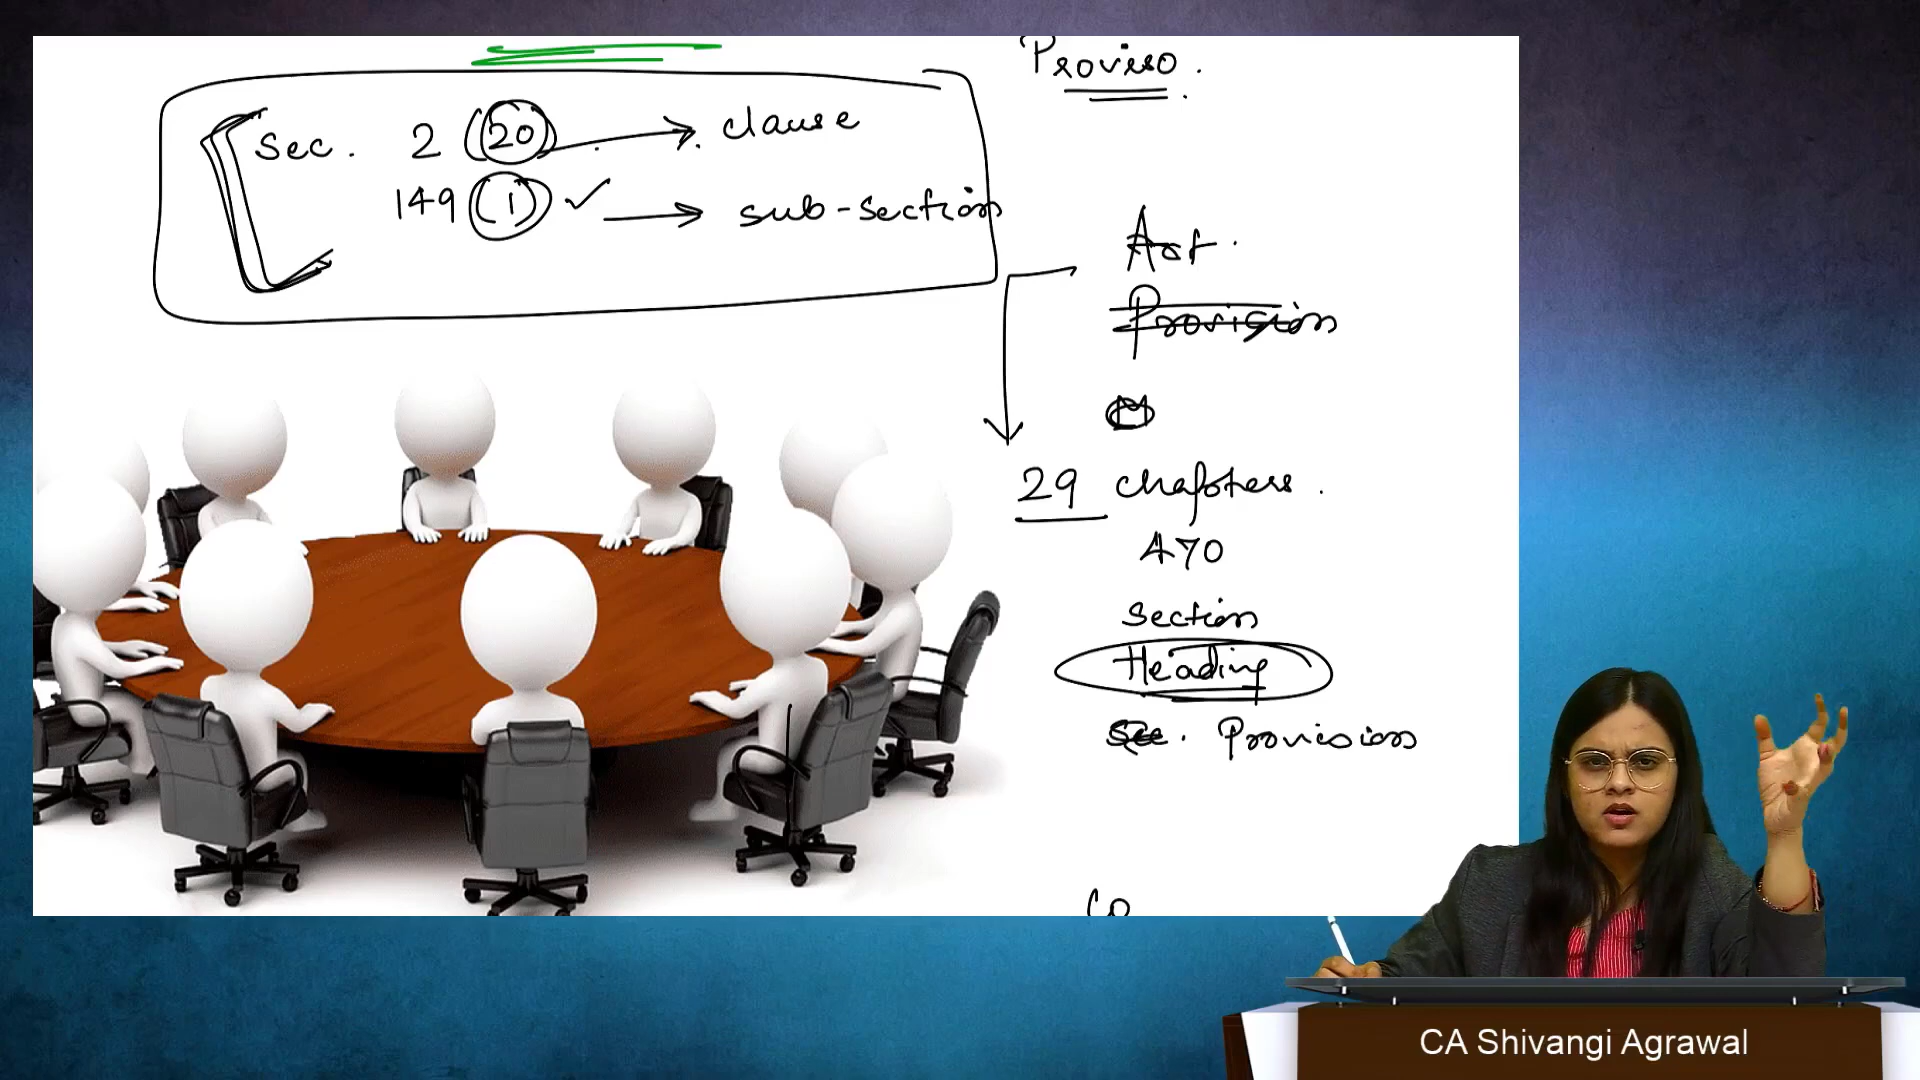 Sec. 2 (20) → clause
149 (1) ✓ → sub-section
Proviso.
Act.
Provision
29 chapters.
470
Section
Heading
Sec. Provisions
Co
CA Shivangi Agrawal